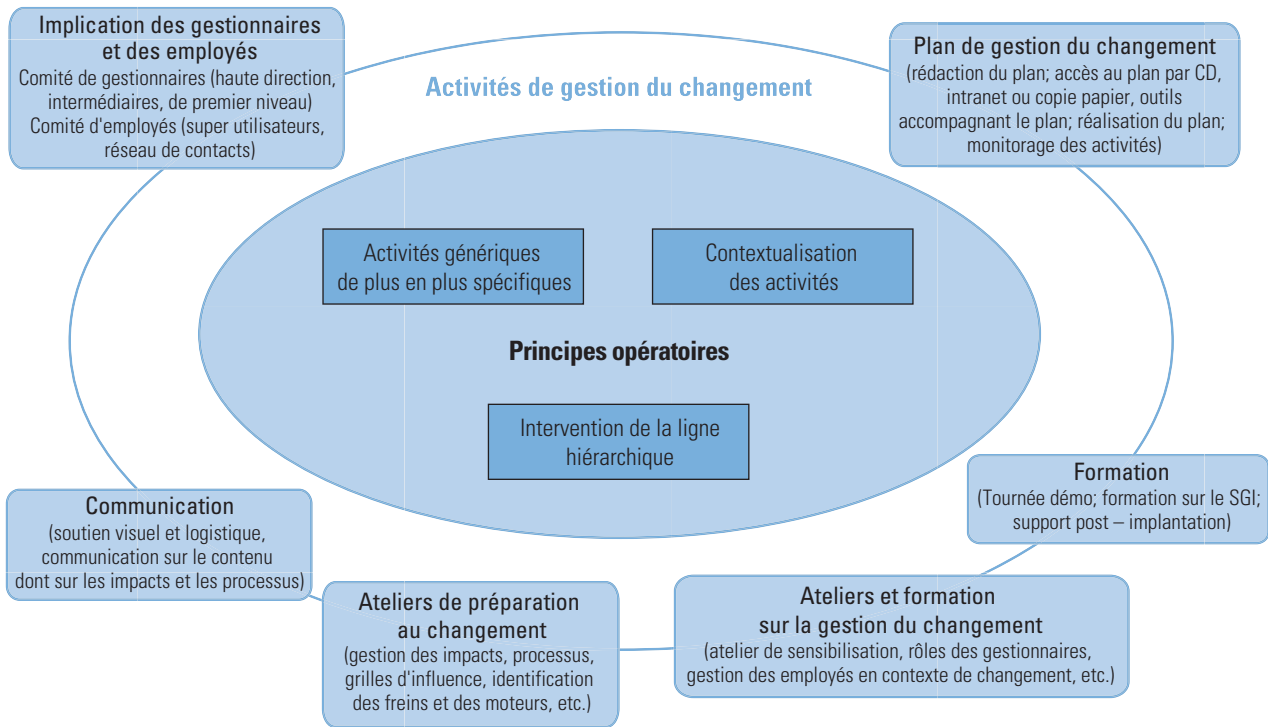 Implication des gestionnaires
et des employés
Comité de gestionnaires (haute direction,
intermédiaires, de premier niveau)
Comité d'employés (super utilisateurs,
réseau de contacts)
Activités de gestion du changement
Plan de gestion du changement
(rédaction du plan; accès au plan par CD,
intranet ou copie papier, outils
accompagnant le plan; réalisation du plan;
monitorage des activités)
Activités génériques
de plus en plus spécifiques
Contextualisation
des activités
Principes opératoires
Intervention de la ligne
hiérarchique
Communication
(soutien visuel et logistique,
communication sur le contenu
dont sur les impacts et les processus)
Formation
(Tournée démo; formation sur le SGI;
support post – implantation)
Ateliers de préparation
au changement
(gestion des impacts, processus,
grilles d'influence, identification
des freins et des moteurs, etc.)
Ateliers et formation
sur la gestion du changement
(atelier de sensibilisation, rôles des gestionnaires,
gestion des employés en contexte de changement, etc.)